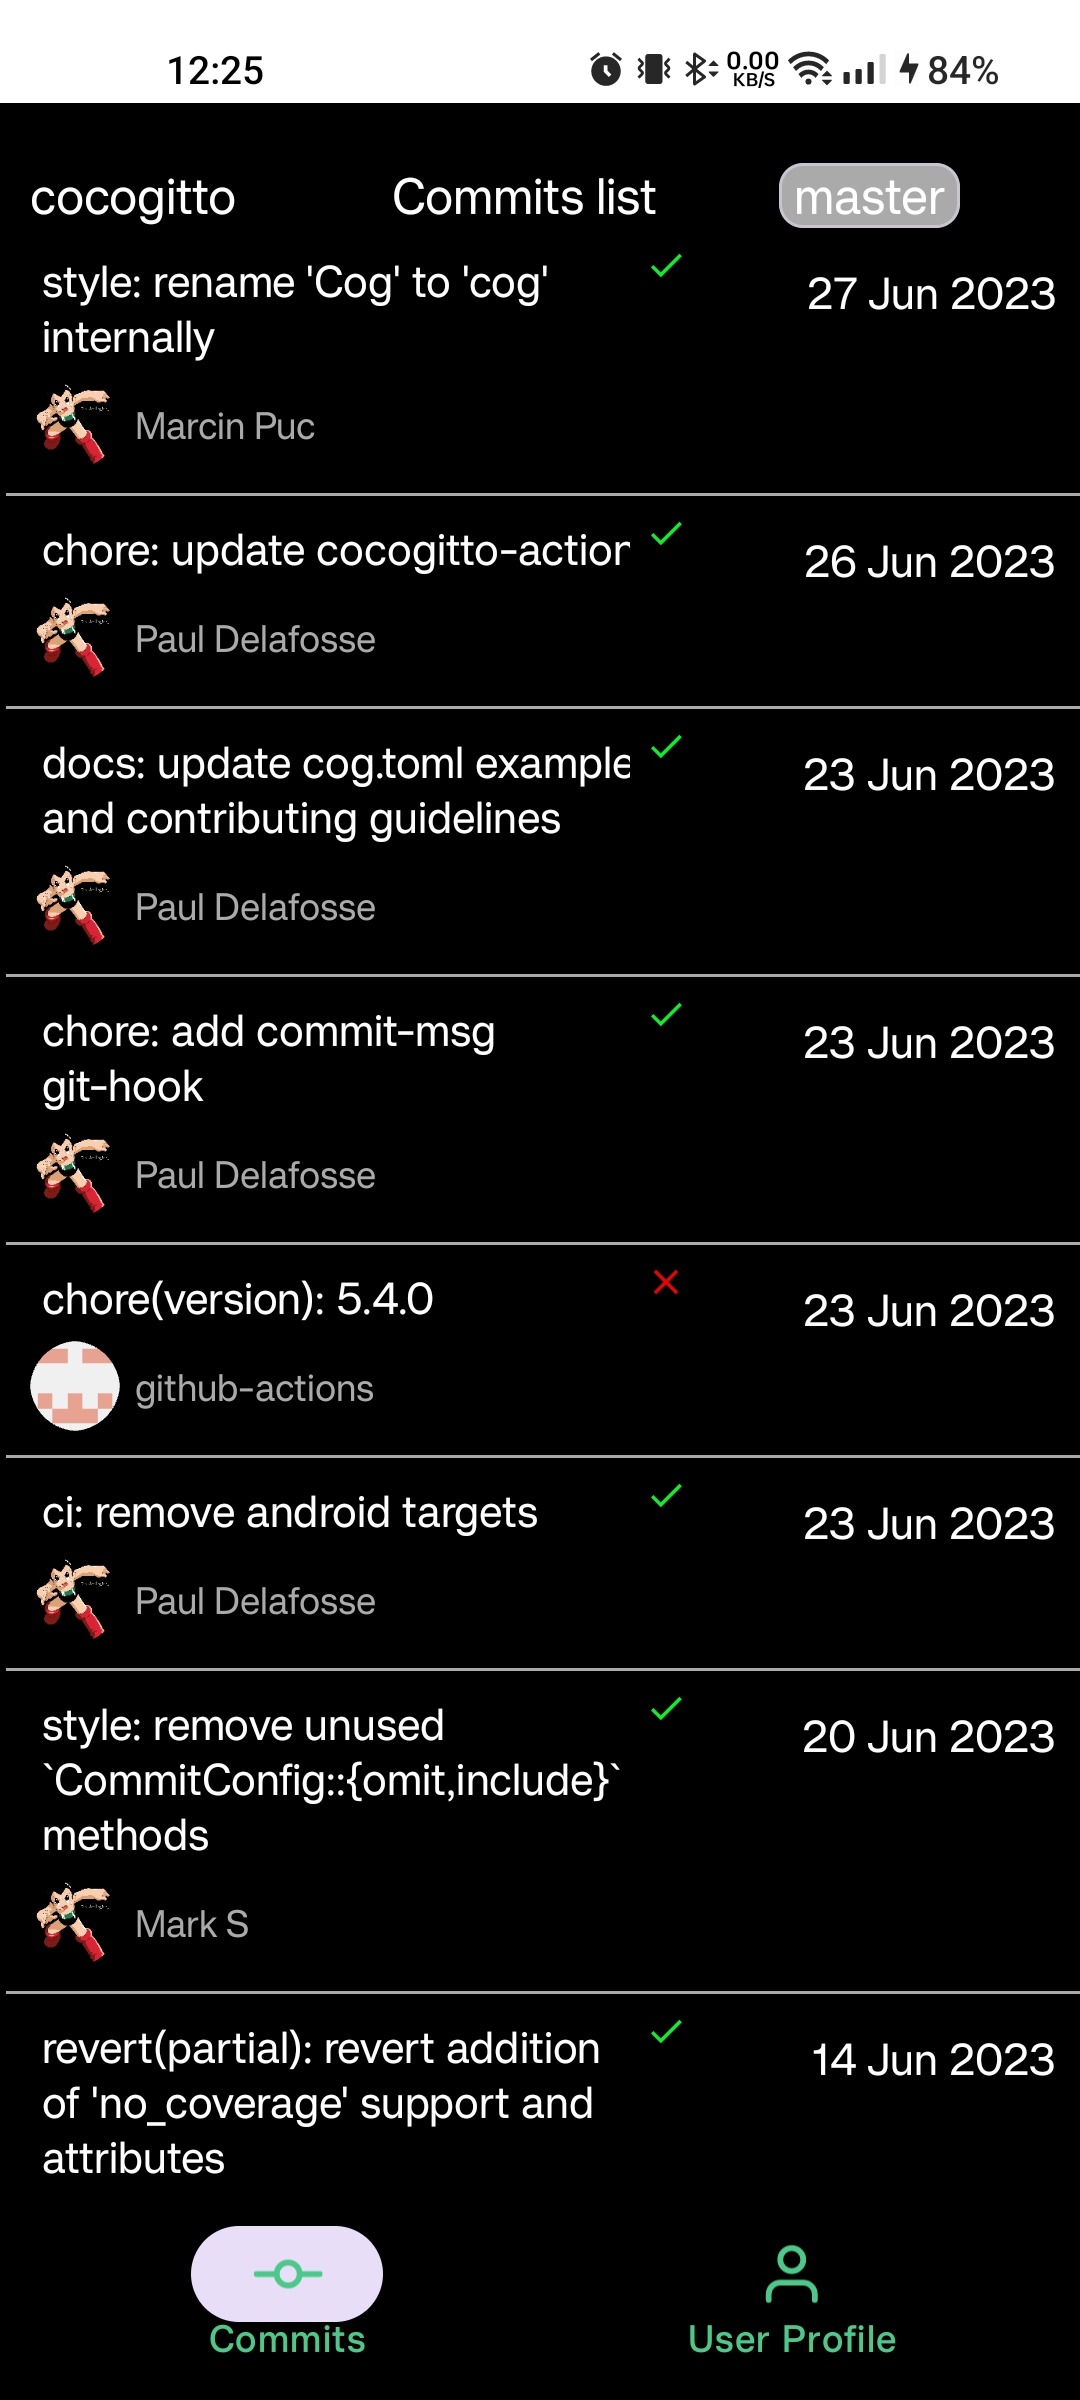 12:25
0.00
KB/S
84%
cocogitto
Commits list
master
style: rename 'Cog' to 'cog'
internally
27 Jun 2023
Marcin Puc
chore: update cocogitto-action
26 Jun 2023
Paul Delafosse
docs: update cog.toml example
and contributing guidelines
23 Jun 2023
Paul Delafosse
chore: add commit-msg
git-hook
23 Jun 2023
Paul Delafosse
chore(version): 5.4.0
23 Jun 2023
github-actions
ci: remove android targets
23 Jun 2023
Paul Delafosse
style: remove unused
`CommitConfig::{omit,include}`
methods
20 Jun 2023
Mark S
revert(partial): revert addition
of 'no_coverage' support and
attributes
14 Jun 2023
Commits
User Profile